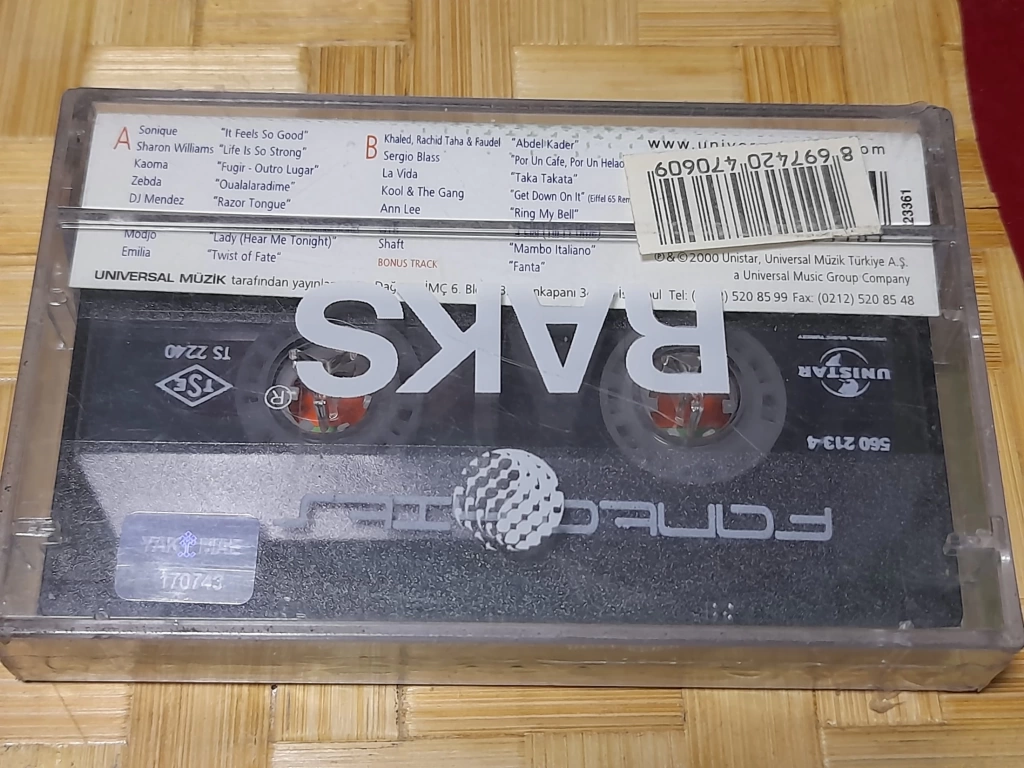 A
Sonique "It Feels So Good"
Sharon Williams "Life Is So Strong"
Kaoma "Fugir - Outro Lugar"
Zebda "Oualalaradime"
DJ Mendez "Razor Tongue"
Modjo "Lady (Hear Me Tonight)"
Emilia "Twist of Fate"
B
Khaled, Rachid Taha & Faudel "Abdel Kader"
Sergio Blass "Por Un Cafe, Por Un Helado
La Vida "Taka Takata"
Kool & The Gang "Get Down On It" (Eiffel 65 Rem
Ann Lee "Ring My Bell"
Shaft "Mambo Italiano"
BONUS TRACK "Fanta"
www.univers om
8 697420 470609
23361
℗&©2000 Unistar, Universal Müzik Türkiye A.Ş.
a Universal Music Group Company
UNIVERSAL MÜZİK tarafından İMÇ 6. Tel: 520 85 99 Fax: (0212) 520 85 48
RAKS
®
TS 2240
TSE
UNISTAR
560 213-4
YAPIM
170743